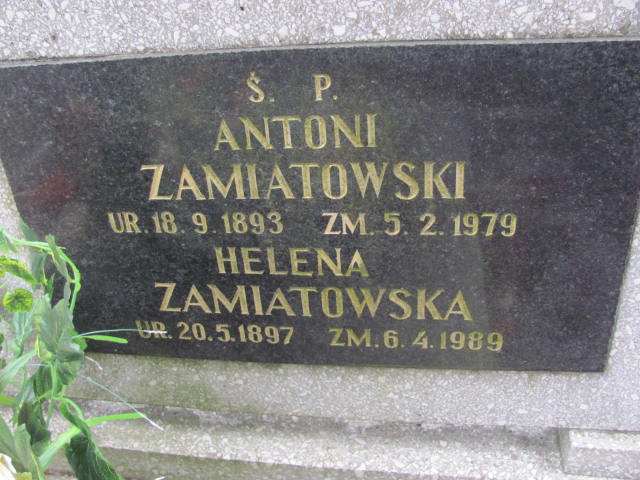 Ś. P.
ANTONI
ZAMIATOWSKI
UR. 18. 9. 1893 ZM. 5. 2. 1979
HELENA
ZAMIATOWSKA
UR. 20. 5. 1897 ZM. 6. 4. 1989